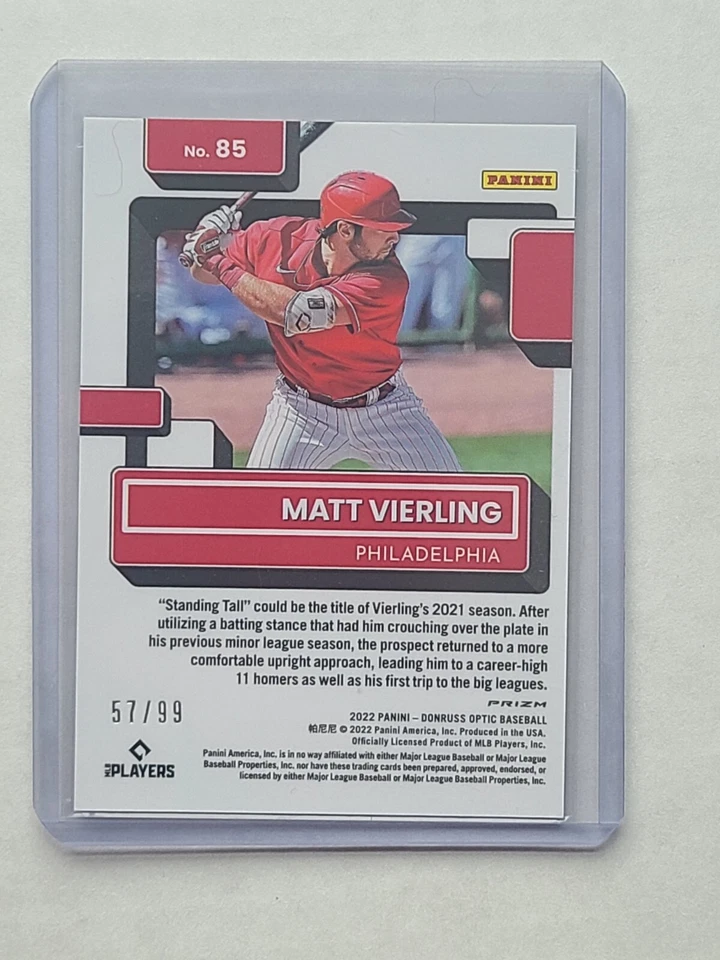 No. 85
PANINI
MATT VIERLING
PHILADELPHIA
“Standing Tall” could be the title of Vierling’s 2021 season. After
utilizing a batting stance that had him crouching over the plate in
his previous minor league season, the prospect returned to a more
comfortable upright approach, leading him to a career-high
11 homers as well as his first trip to the big leagues.
PRIZM
57/99
2022 PANINI – DONRUSS OPTIC BASEBALL
帕尼尼 © 2022 Panini America, Inc. Produced in the USA.
Officially Licensed Product of MLB Players, Inc.
MLB PLAYERS
Panini America, Inc. is in no way affiliated with either Major League Baseball or Major League
Baseball Properties, Inc. nor have these trading cards been prepared, approved, endorsed, or
licensed by either Major League Baseball or Major League Baseball Properties, Inc.